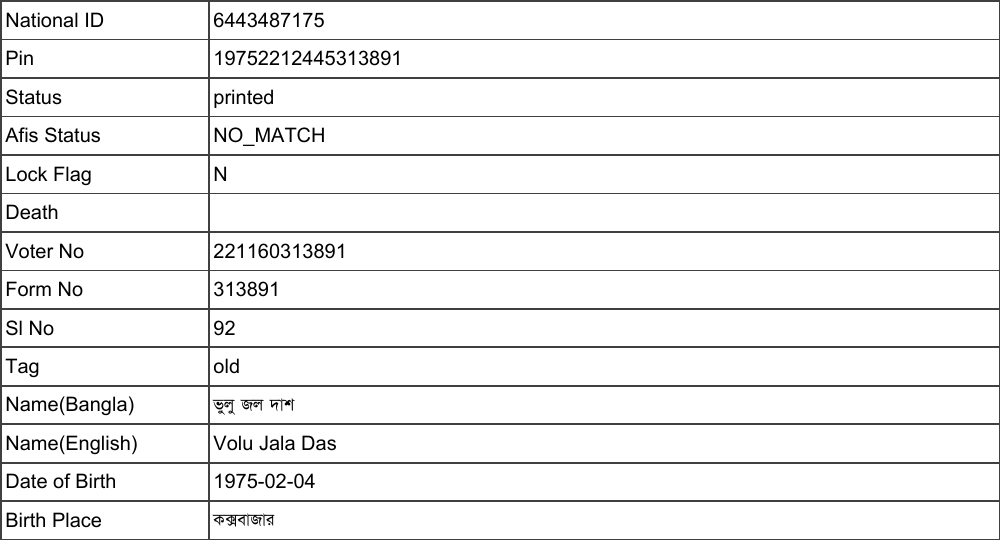 National ID 6443487175
Pin 19752212445313891
Status printed
Afis Status NO_MATCH
Lock Flag N
Death
Voter No 221160313891
Form No 313891
Sl No 92
Tag old
Name(Bangla) ভুলু জল দাশ
Name(English) Volu Jala Das
Date of Birth 1975-02-04
Birth Place কক্সবাজার